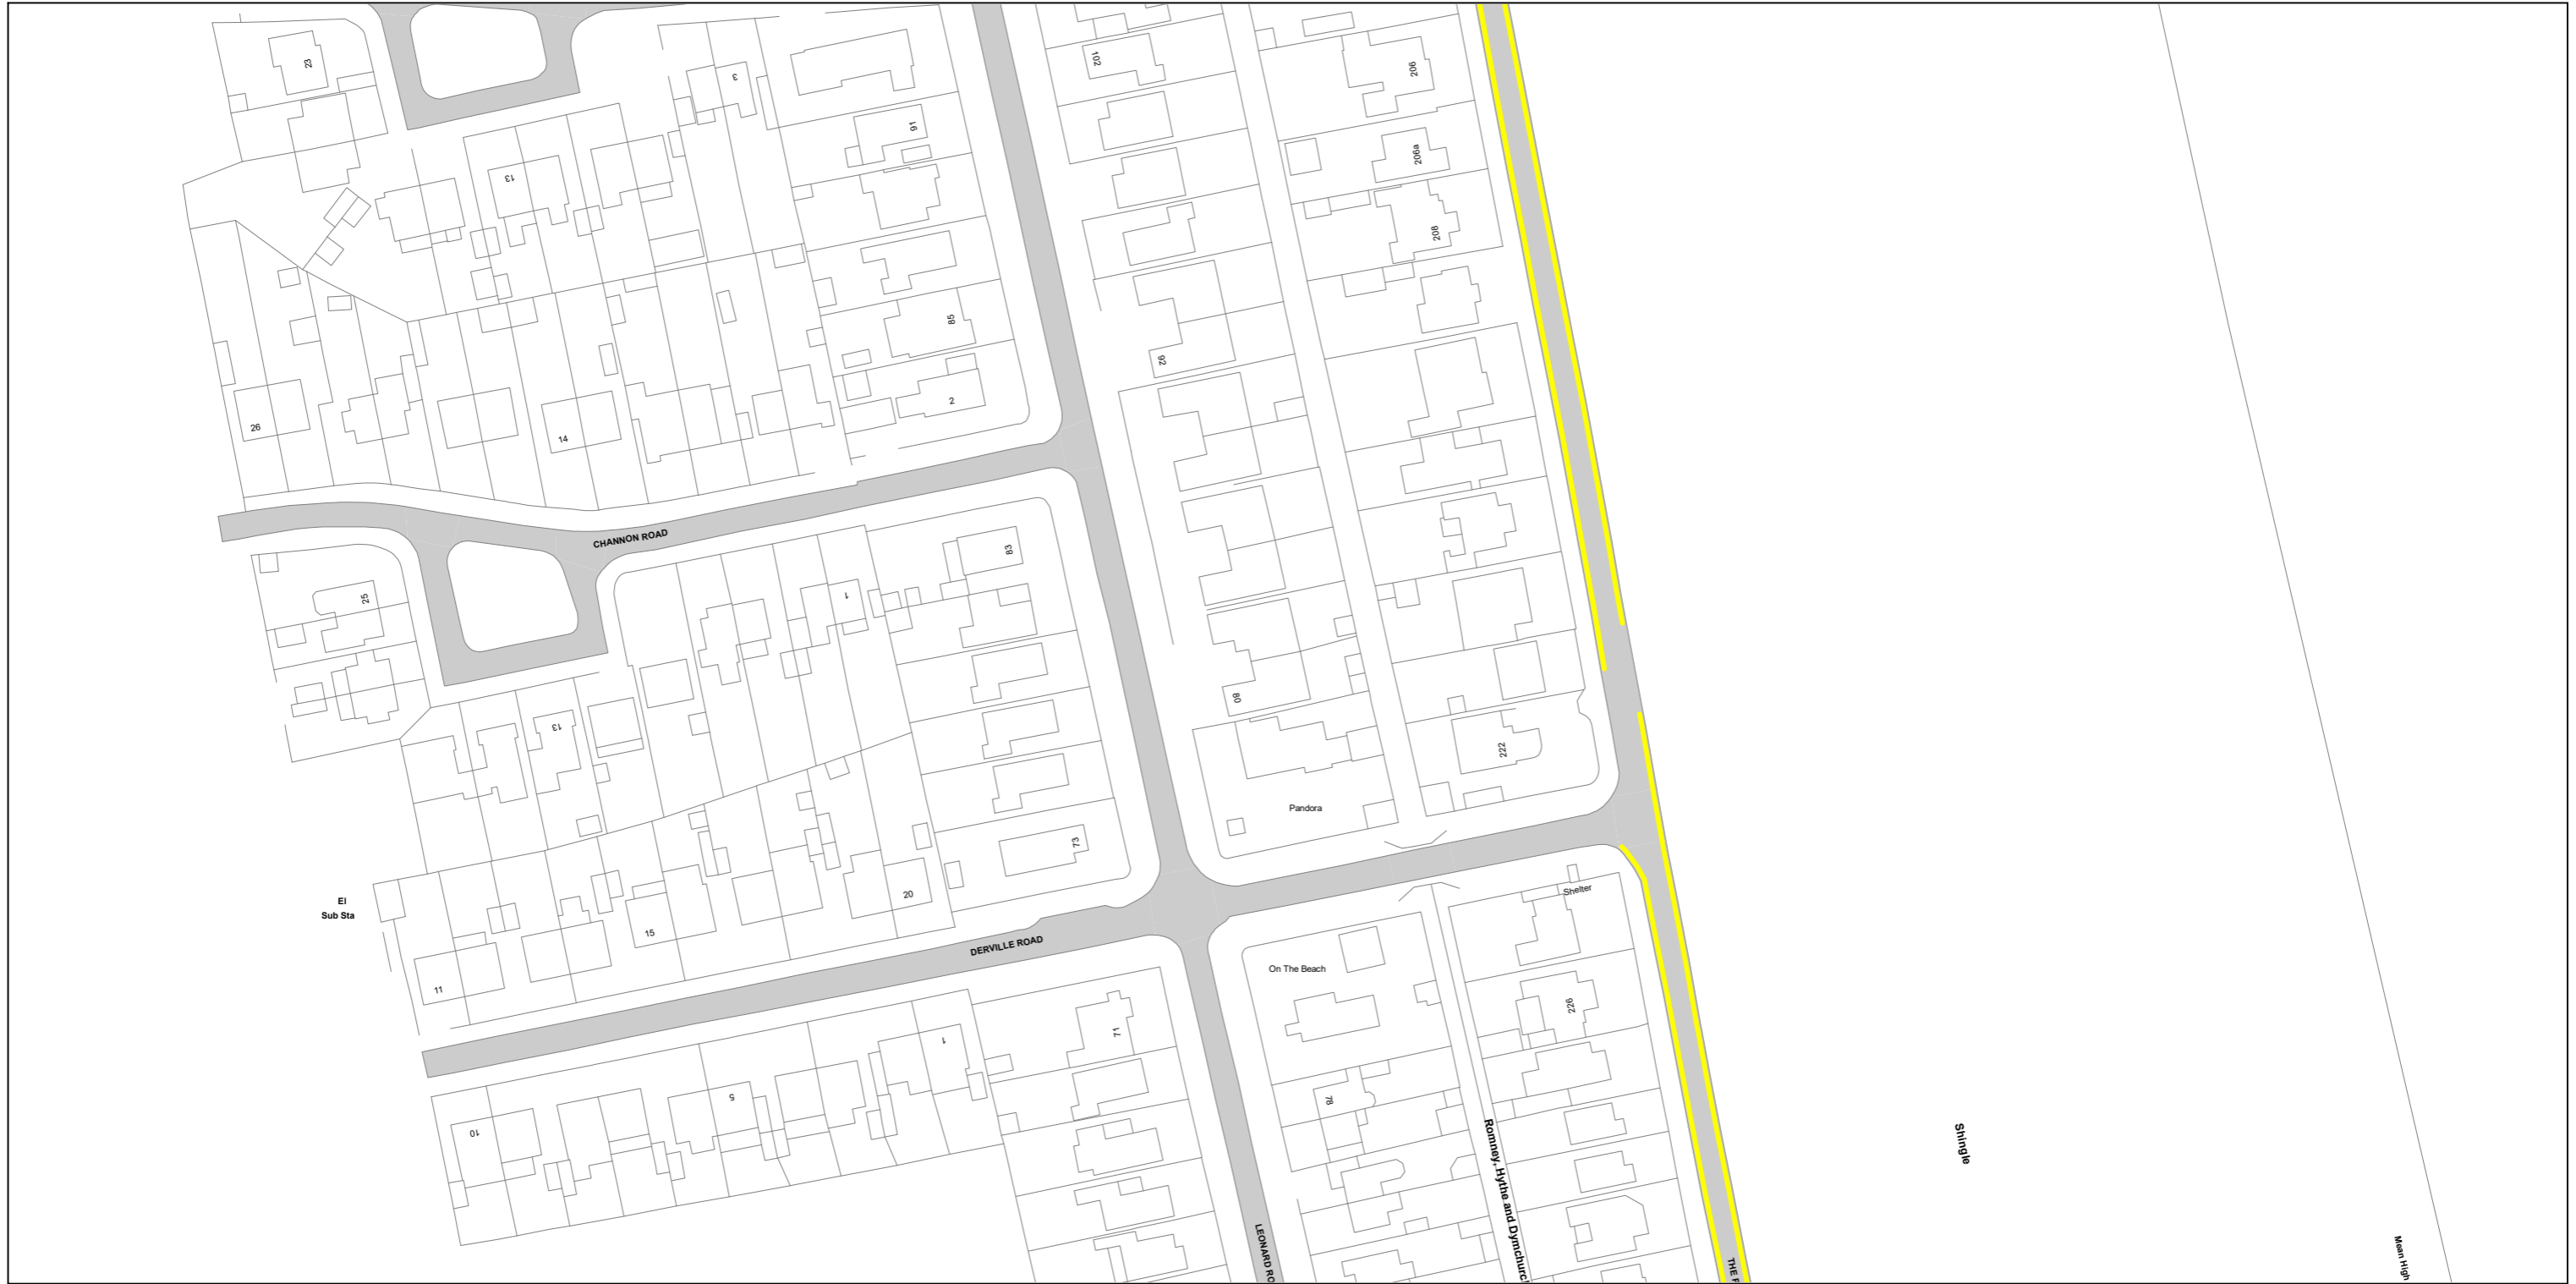 23
3
102
206
91
13
206a
208
85
92
2
26
14
CHANNON ROAD
83
25
1
80
13
222
Pandora
73
Shelter
20
El
Sub Sta
15
DERVILLE ROAD
On The Beach
11
226
71
1
5
78
10
Romney, Hythe and Dymchurc
Shingle
LEONARD RO
THE P
Mean High